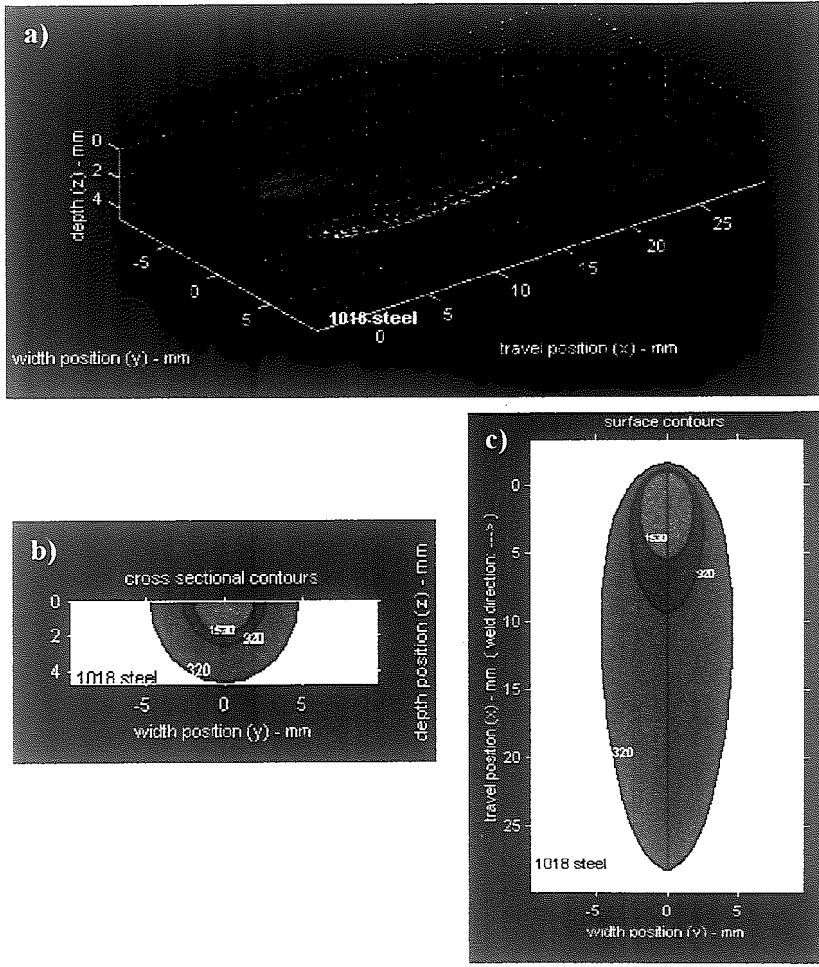 a)
0
2
4
depth (z) - mm
-5
0
5
width position (y) - mm
1018 steel
0
5
10
15
20
25
travel position (x) - mm
b)
cross sectional contours
0
2
4
1530
920
320
1018 steel
-5
0
5
width position (y) - mm
depth position (z) - mm
c)
surface contours
0
5
10
15
20
25
travel position (x) - mm ( weld direction: ---> )
1530
920
320
1018 steel
-5
0
5
width position (y) - mm